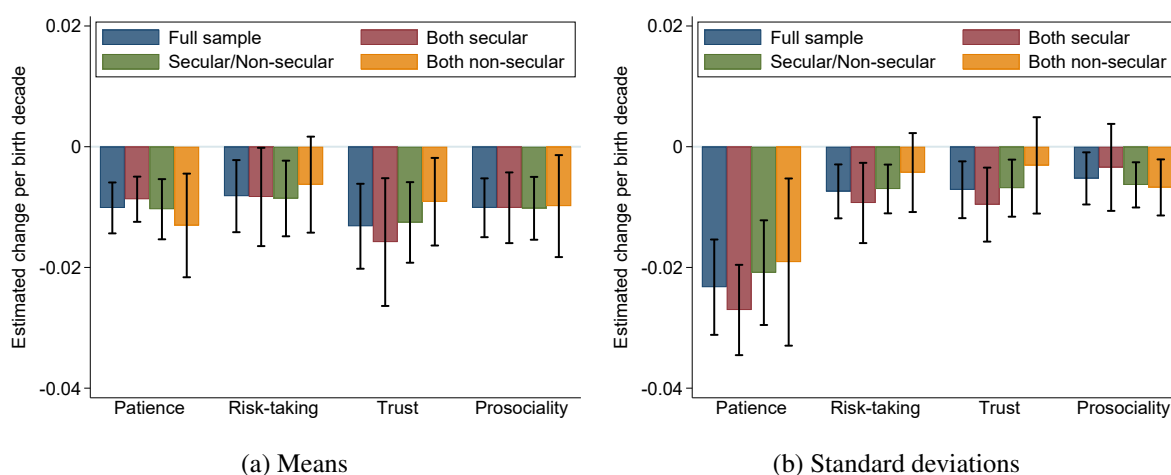 0.02
0
-0.02
-0.04
Estimated change per birth decade
Full sample
Both secular
Secular/Non-secular
Both non-secular
Patience
Risk-taking
Trust
Prosociality
(a) Means
0.02
0
-0.02
-0.04
Estimated change per birth decade
Full sample
Both secular
Secular/Non-secular
Both non-secular
Patience
Risk-taking
Trust
Prosociality
(b) Standard deviations